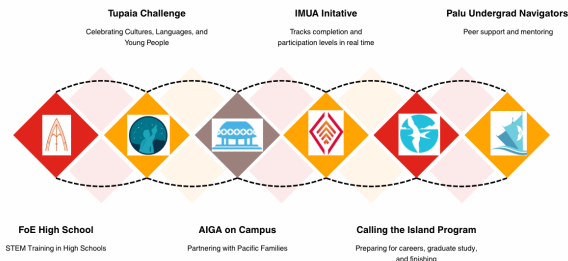 Tupaia Challenge
Celebrating Cultures, Languages, and
Young People
IMUA Initative
Tracks completion and
participation levels in real time
Palu Undergrad Navigators
Peer support and mentoring
FoE High School
STEM Training in High Schools
AIGA on Campus
Partnering with Pacific Families
Calling the Island Program
Preparing for careers, graduate study,
and finishing